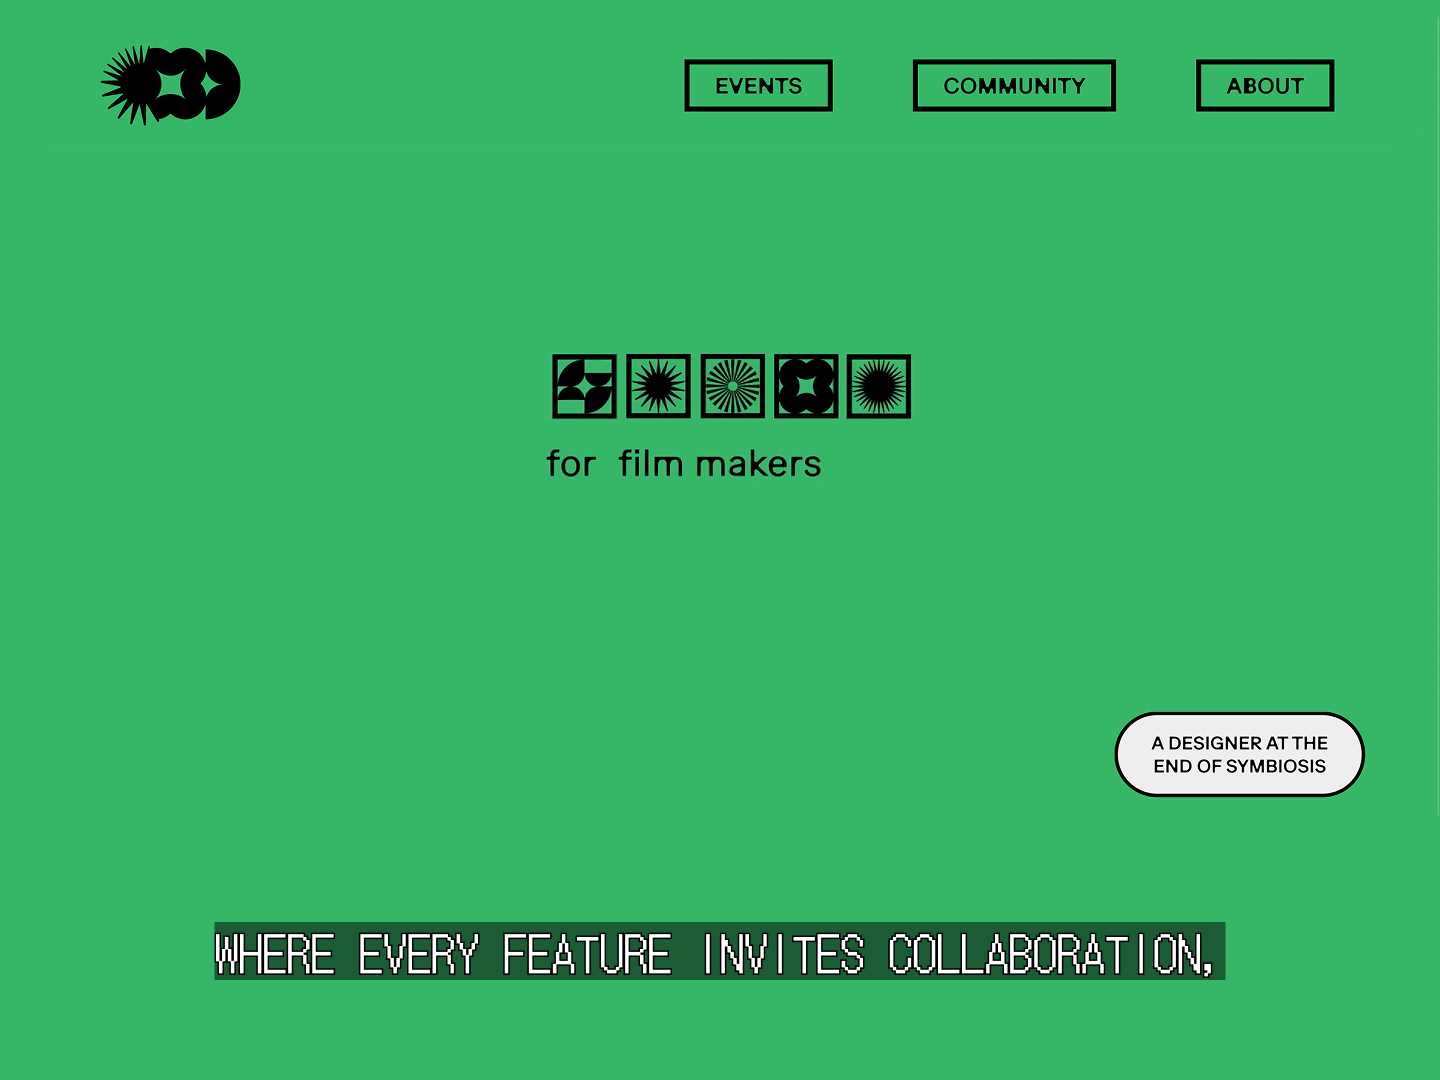 EVENTS
COMMUNITY
ABOUT
for film makers
A DESIGNER AT THE
END OF SYMBIOSIS
WHERE EVERY FEATURE INVITES COLLABORATION,